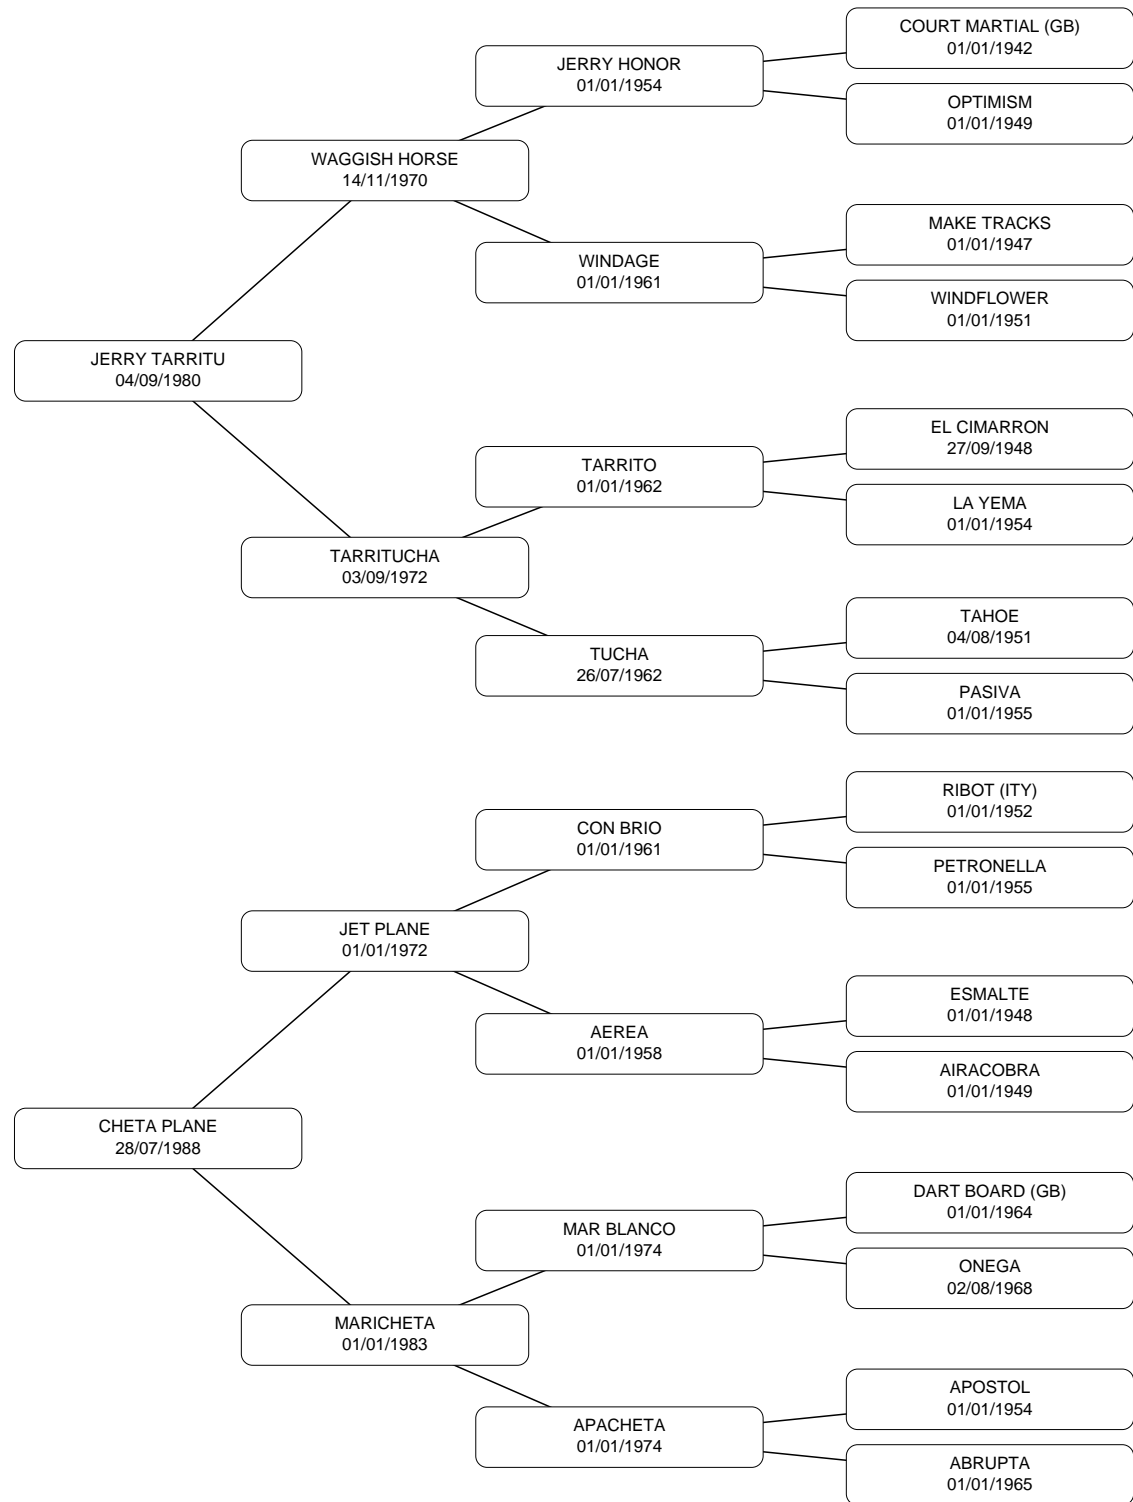 COURT MARTIAL (GB)
01/01/1942
JERRY HONOR
01/01/1954
OPTIMISM
01/01/1949
WAGGISH HORSE
14/11/1970
MAKE TRACKS
01/01/1947
WINDAGE
01/01/1961
WINDFLOWER
01/01/1951
JERRY TARRITU
04/09/1980
EL CIMARRON
27/09/1948
TARRITO
01/01/1962
LA YEMA
01/01/1954
TARRITUCHA
03/09/1972
TAHOE
04/08/1951
TUCHA
26/07/1962
PASIVA
01/01/1955
RIBOT (ITY)
01/01/1952
CON BRIO
01/01/1961
PETRONELLA
01/01/1955
JET PLANE
01/01/1972
ESMALTE
01/01/1948
AEREA
01/01/1958
AIRACOBRA
01/01/1949
CHETA PLANE
28/07/1988
DART BOARD (GB)
01/01/1964
MAR BLANCO
01/01/1974
ONEGA
02/08/1968
MARICHETA
01/01/1983
APOSTOL
01/01/1954
APACHETA
01/01/1974
ABRUPTA
01/01/1965